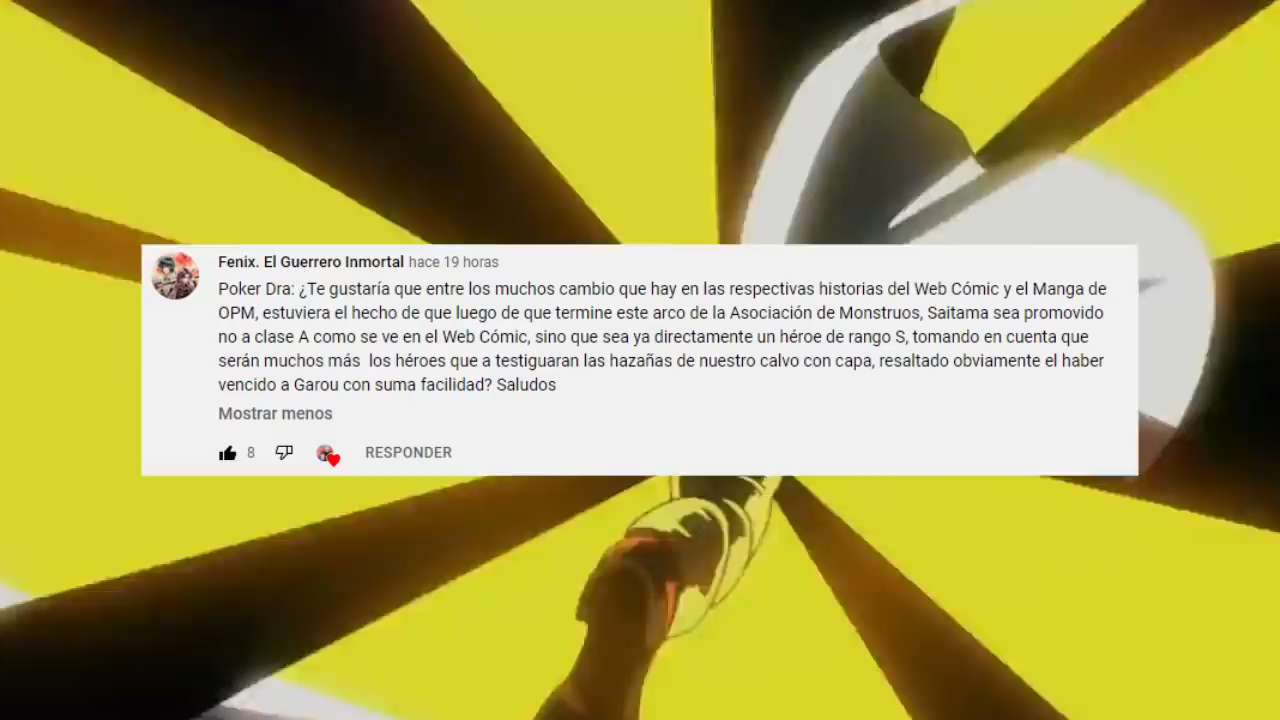 Fenix. El Guerrero Inmortal hace 19 horas
Poker Dra: ¿Te gustaría que entre los muchos cambio que hay en las respectivas historias del Web Cómic y el Manga de
OPM, estuviera el hecho de que luego de que termine este arco de la Asociación de Monstruos, Saitama sea promovido
no a clase A como se ve en el Web Cómic, sino que sea ya directamente un héroe de rango S, tomando en cuenta que
serán muchos más  los héroes que a testiguaran las hazañas de nuestro calvo con capa, resaltado obviamente el haber
vencido a Garou con suma facilidad? Saludos
Mostrar menos
8 RESPONDER